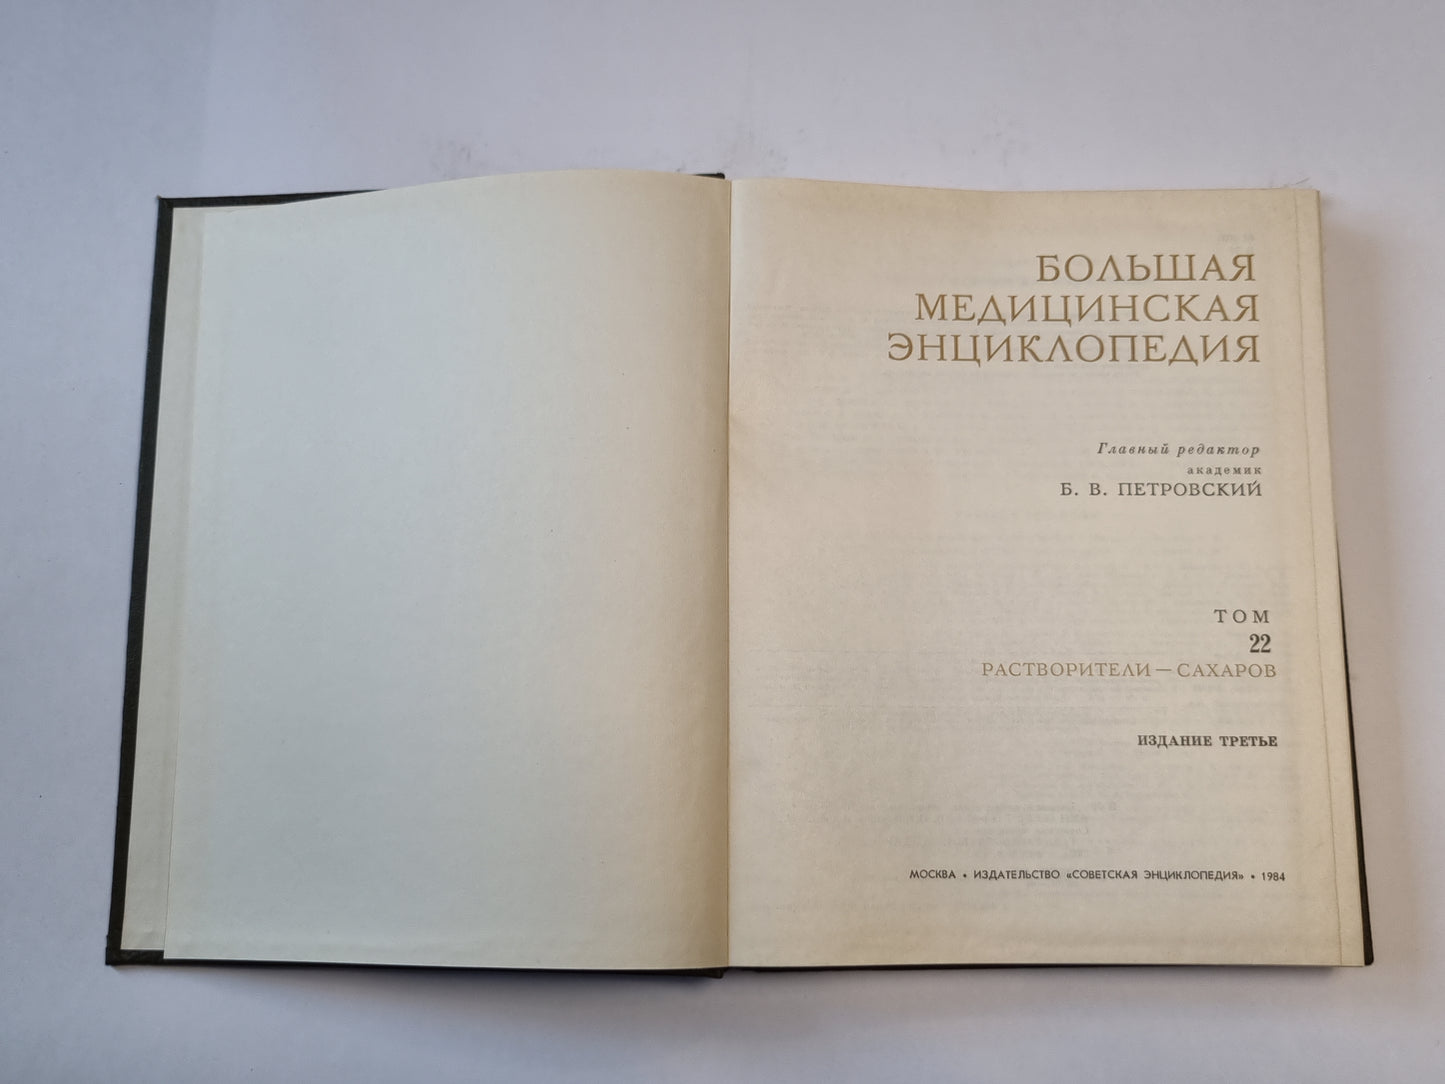 БОЛЬШАЯ
МЕДИЦИНСКАЯ
ЭНЦИКЛОПЕДИЯ
Главный редактор
академик
Б. В. ПЕТРОВСКИЙ
ТОМ
22
РАСТВОРИТЕЛИ — САХАРОВ
ИЗДАНИЕ ТРЕТЬЕ
МОСКВА • ИЗДАТЕЛЬСТВО «СОВЕТСКАЯ ЭНЦИКЛОПЕДИЯ» • 1984